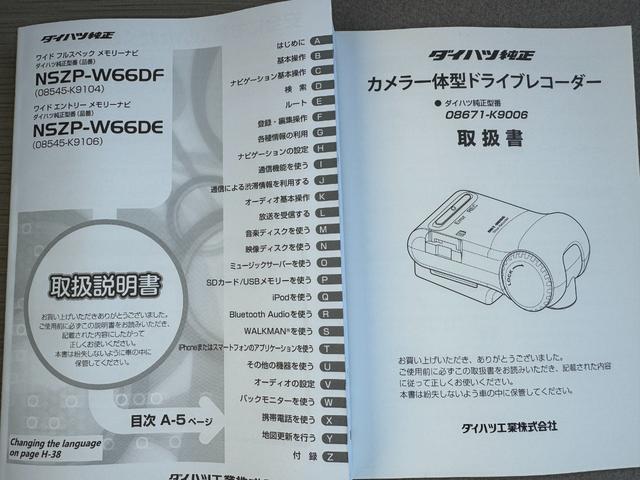 ダイハツ純正
ワイド フルスペック メモリーナビ
ダイハツ純正型番(品番)
NSZP-W66DF
(08545-K9104)
ワイド エントリー メモリーナビ
ダイハツ純正型番(品番)
NSZP-W66DE
(08545-K9106)
取扱説明書
お買い上げいただきありがとうございました。
ご使用前に必ずこの説明書をお読みいただき、
記載された内容にしたがって
正しくお使いください。
本書は紛失しないように車の中に
保管してください。
目次 A-5 ページ
Changing the language
on page H-38
はじめに A
基本操作 B
ナビゲーション基本操作 C
検索 D
ルート E
登録・編集操作 F
各種情報の利用 G
ナビゲーションの設定 H
通信機能を使う I
通信による渋滞情報を利用する J
オーディオ基本操作 K
放送を受信する L
音楽ディスクを使う M
映像ディスクを使う N
ミュージックサーバーを使う O
SDカード/USBメモリーを使う P
iPodを使う Q
Bluetooth Audioを使う R
WALKMAN®を使う S
iPhoneまたはスマートフォンのアプリケーションを使う T
その他の機器を使う U
オーディオの設定 V
バックモニターを使う W
携帯電話を使う X
地図更新を行う Y
付録 Z
ダイハツ純正
カメラ一体型ドライブレコーダー
● ダイハツ純正型番
08671-K9006
取扱書
LOCK
お買い上げいただき、ありがとうございます。
ご使用前に必ずこの取扱書をお読みいただき、記載された内容
に従って正しくお使いください。
本書は紛失しないよう車の中に保管してください。
ダイハツ工業株式会社